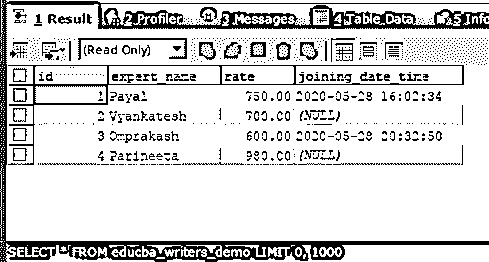 1 Result 2 Profiler 3 Messages 4 Table Data 5 Info
(Read Only)
id expert_name rate joining_date_time
1 Payal 750.00 2020-05-28 16:02:34
2 Vyankatesh 700.00 (NULL)
3 Omprakash 600.00 2020-05-28 20:32:50
4 Parineeta 980.00 (NULL)
SELECT * FROM educba_writers_demo LIMIT 0, 1000